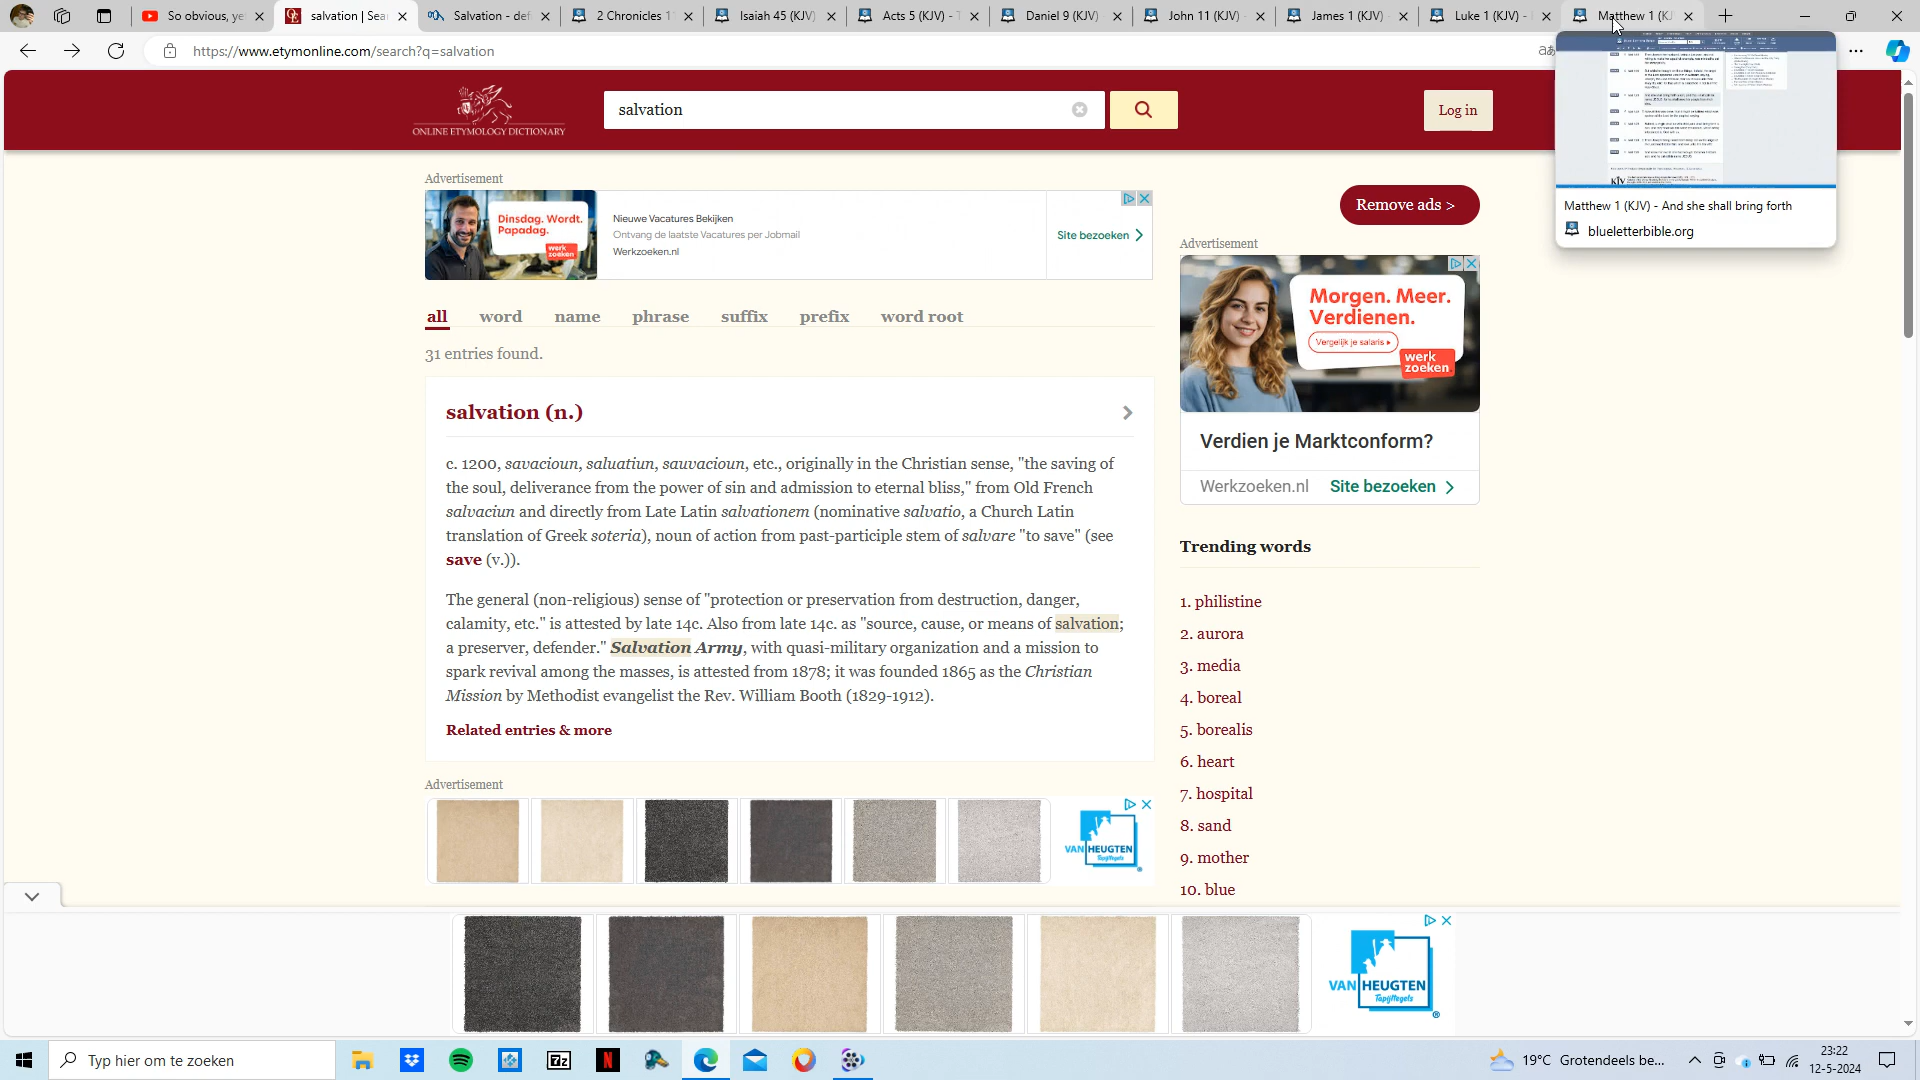 So obvious, ye
salvation | Sea
Salvation - def
2 Chronicles 1
Isaiah 45 (KJV)
Acts 5 (KJV) - T
Daniel 9 (KJV)
John 11 (KJV)
James 1 (KJV)
Luke 1 (KJV) -
Matthew 1 (K
https://www.etymonline.com/search?q=salvation
ONLINE ETYMOLOGY DICTIONARY
salvation
Log in
Matthew 1 (KJV) - And she shall bring forth
blueletterbible.org
Advertisement
Dinsdag. Wordt.
Papadag.
werk
zoeken
Nieuwe Vacatures Bekijken
Ontvang de laatste Vacatures per Jobmail
Werkzoeken.nl
Site bezoeken
Remove ads >
Advertisement
Morgen. Meer.
Verdienen.
Vergelijk je salaris
werk
zoeken
Verdien je Marktconform?
Werkzoeken.nl Site bezoeken
all word name phrase suffix prefix word root
31 entries found.
salvation (n.)
c. 1200, savacioun, saluatiun, sauvacioun, etc., originally in the Christian sense, "the saving of
the soul, deliverance from the power of sin and admission to eternal bliss," from Old French
salvaciun and directly from Late Latin salvationem (nominative salvatio, a Church Latin
translation of Greek soteria), noun of action from past-participle stem of salvare "to save" (see
save (v.)).
The general (non-religious) sense of "protection or preservation from destruction, danger,
calamity, etc." is attested by late 14c. Also from late 14c. as "source, cause, or means of salvation;
a preserver, defender." Salvation Army, with quasi-military organization and a mission to
spark revival among the masses, is attested from 1878; it was founded 1865 as the Christian
Mission by Methodist evangelist the Rev. William Booth (1829-1912).
Related entries & more
Trending words
1. philistine
2. aurora
3. media
4. boreal
5. borealis
6. heart
7. hospital
8. sand
9. mother
10. blue
Advertisement
VAN HEUGTEN
Tapijttegels
VAN HEUGTEN
Tapijttegels
Typ hier om te zoeken
19°C Grotendeels be...
23:22
12-5-2024